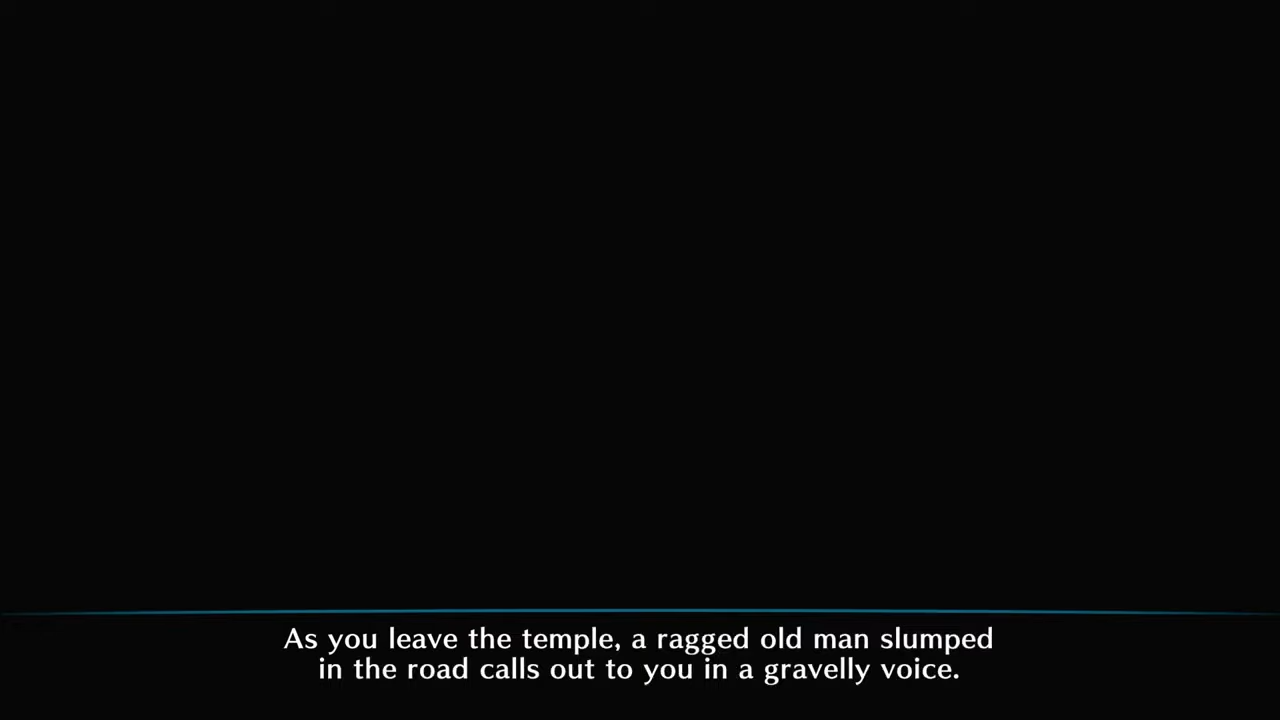 As you leave the temple, a ragged old man slumped
in the road calls out to you in a gravelly voice.